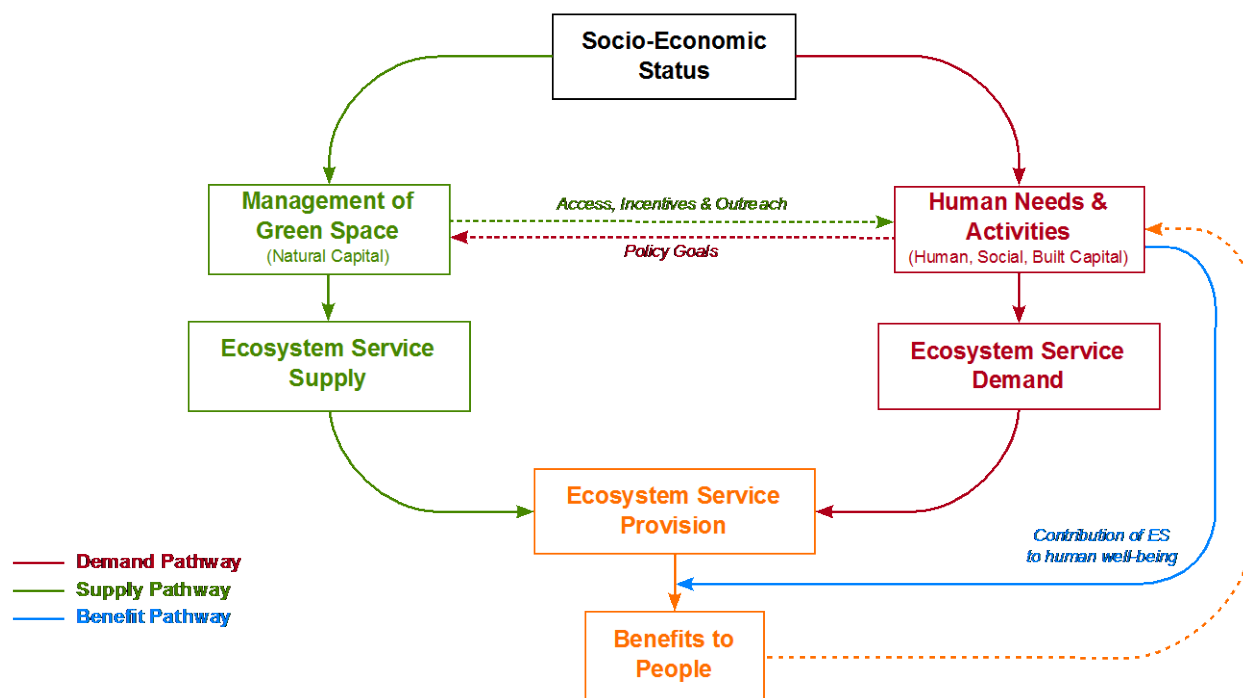 Socio-Economic
Status
Management of
Green Space
(Natural Capital)
Access, Incentives & Outreach
Policy Goals
Human Needs &
Activities
(Human, Social, Built Capital)
Ecosystem Service
Supply
Ecosystem Service
Demand
Ecosystem Service
Provision
Contribution of ES
to human well-being
Demand Pathway
Supply Pathway
Benefit Pathway
Benefits to
People